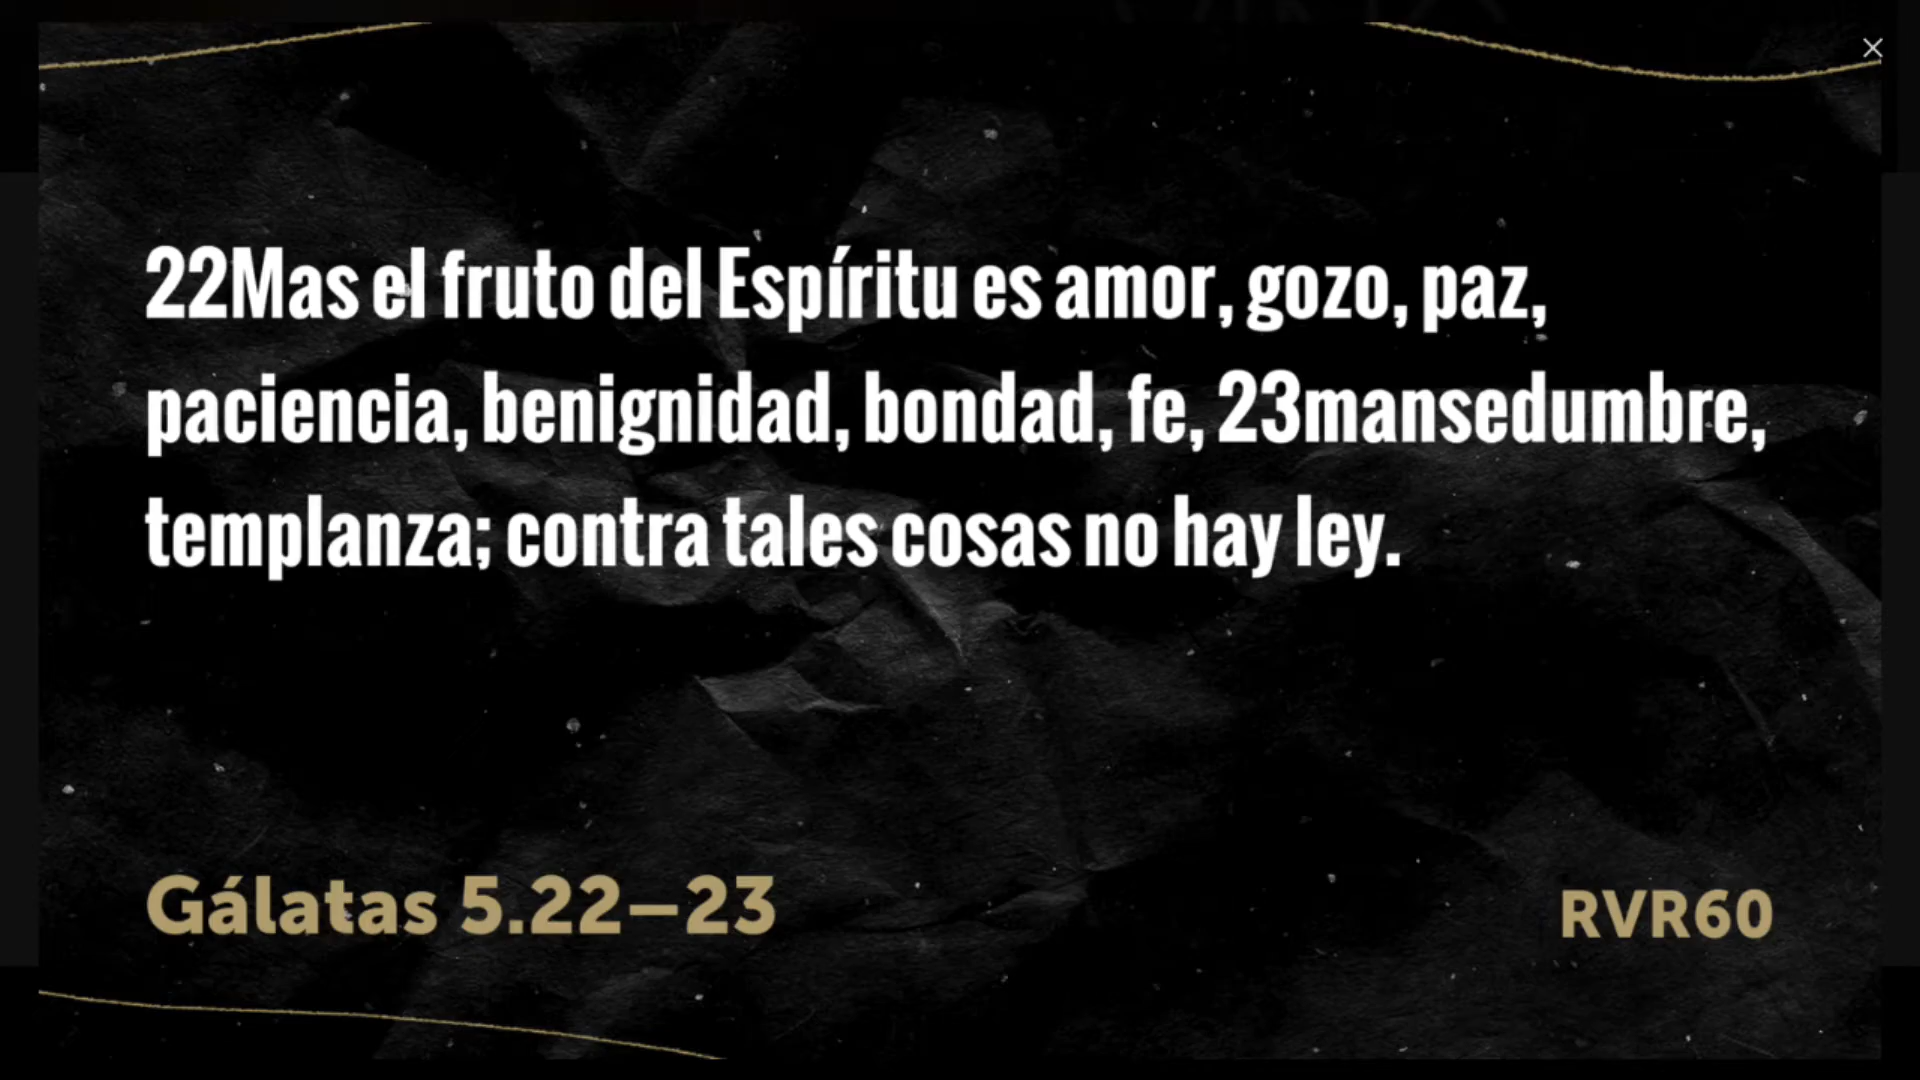 22Mas el fruto del Espíritu es amor, gozo, paz,
paciencia, benignidad, bondad, fe, 23mansedumbre,
templanza; contra tales cosas no hay ley.
Gálatas 5.22–23
RVR60